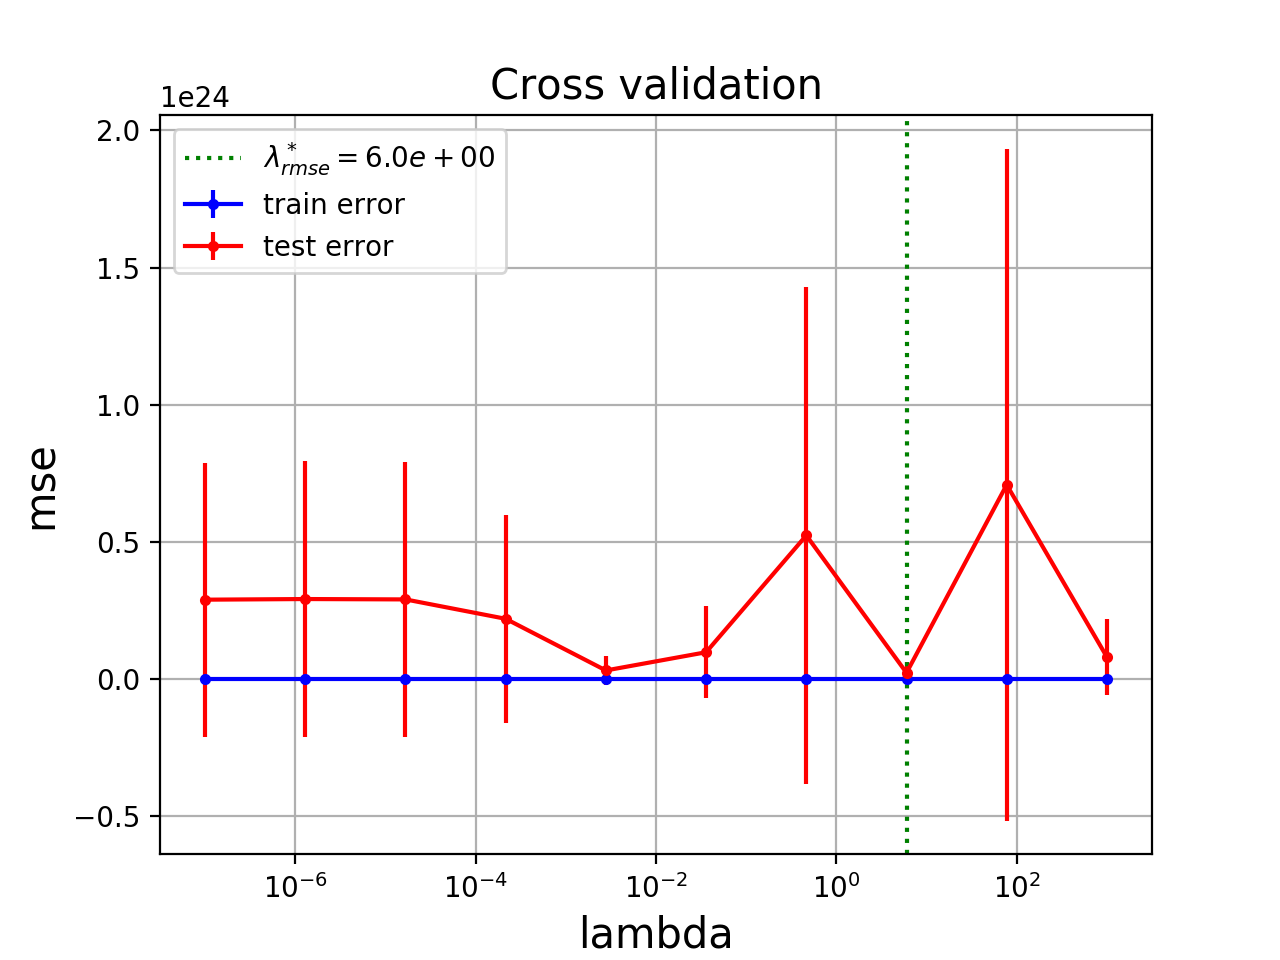 Cross validation
1e24
2.0
1.5
1.0
0.5
0.0
−0.5
mse
λ*rmse = 6.0e + 00
train error
test error
10−6
10−4
10−2
100
102
lambda